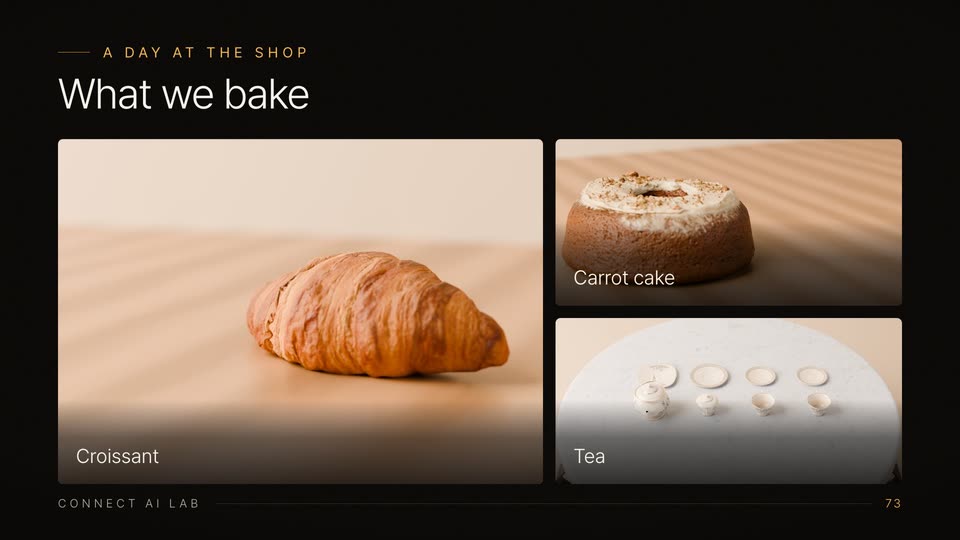 A DAY AT THE SHOP
What we bake
Croissant
Carrot cake
Tea
CONNECT AI LAB
73